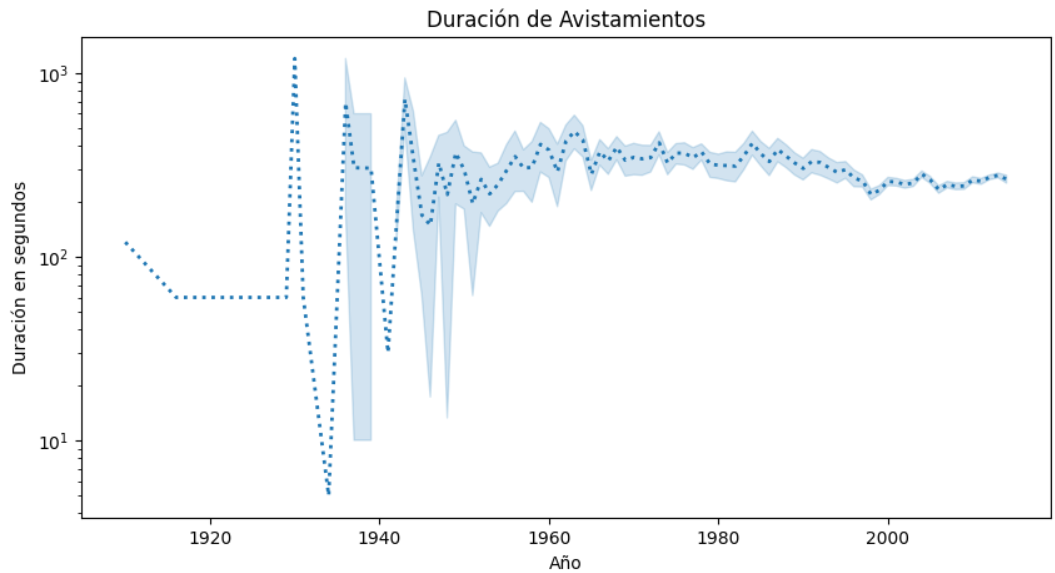 Duración de Avistamientos
Duración en segundos
10³
10²
10¹
1920 1940 1960 1980 2000
Año